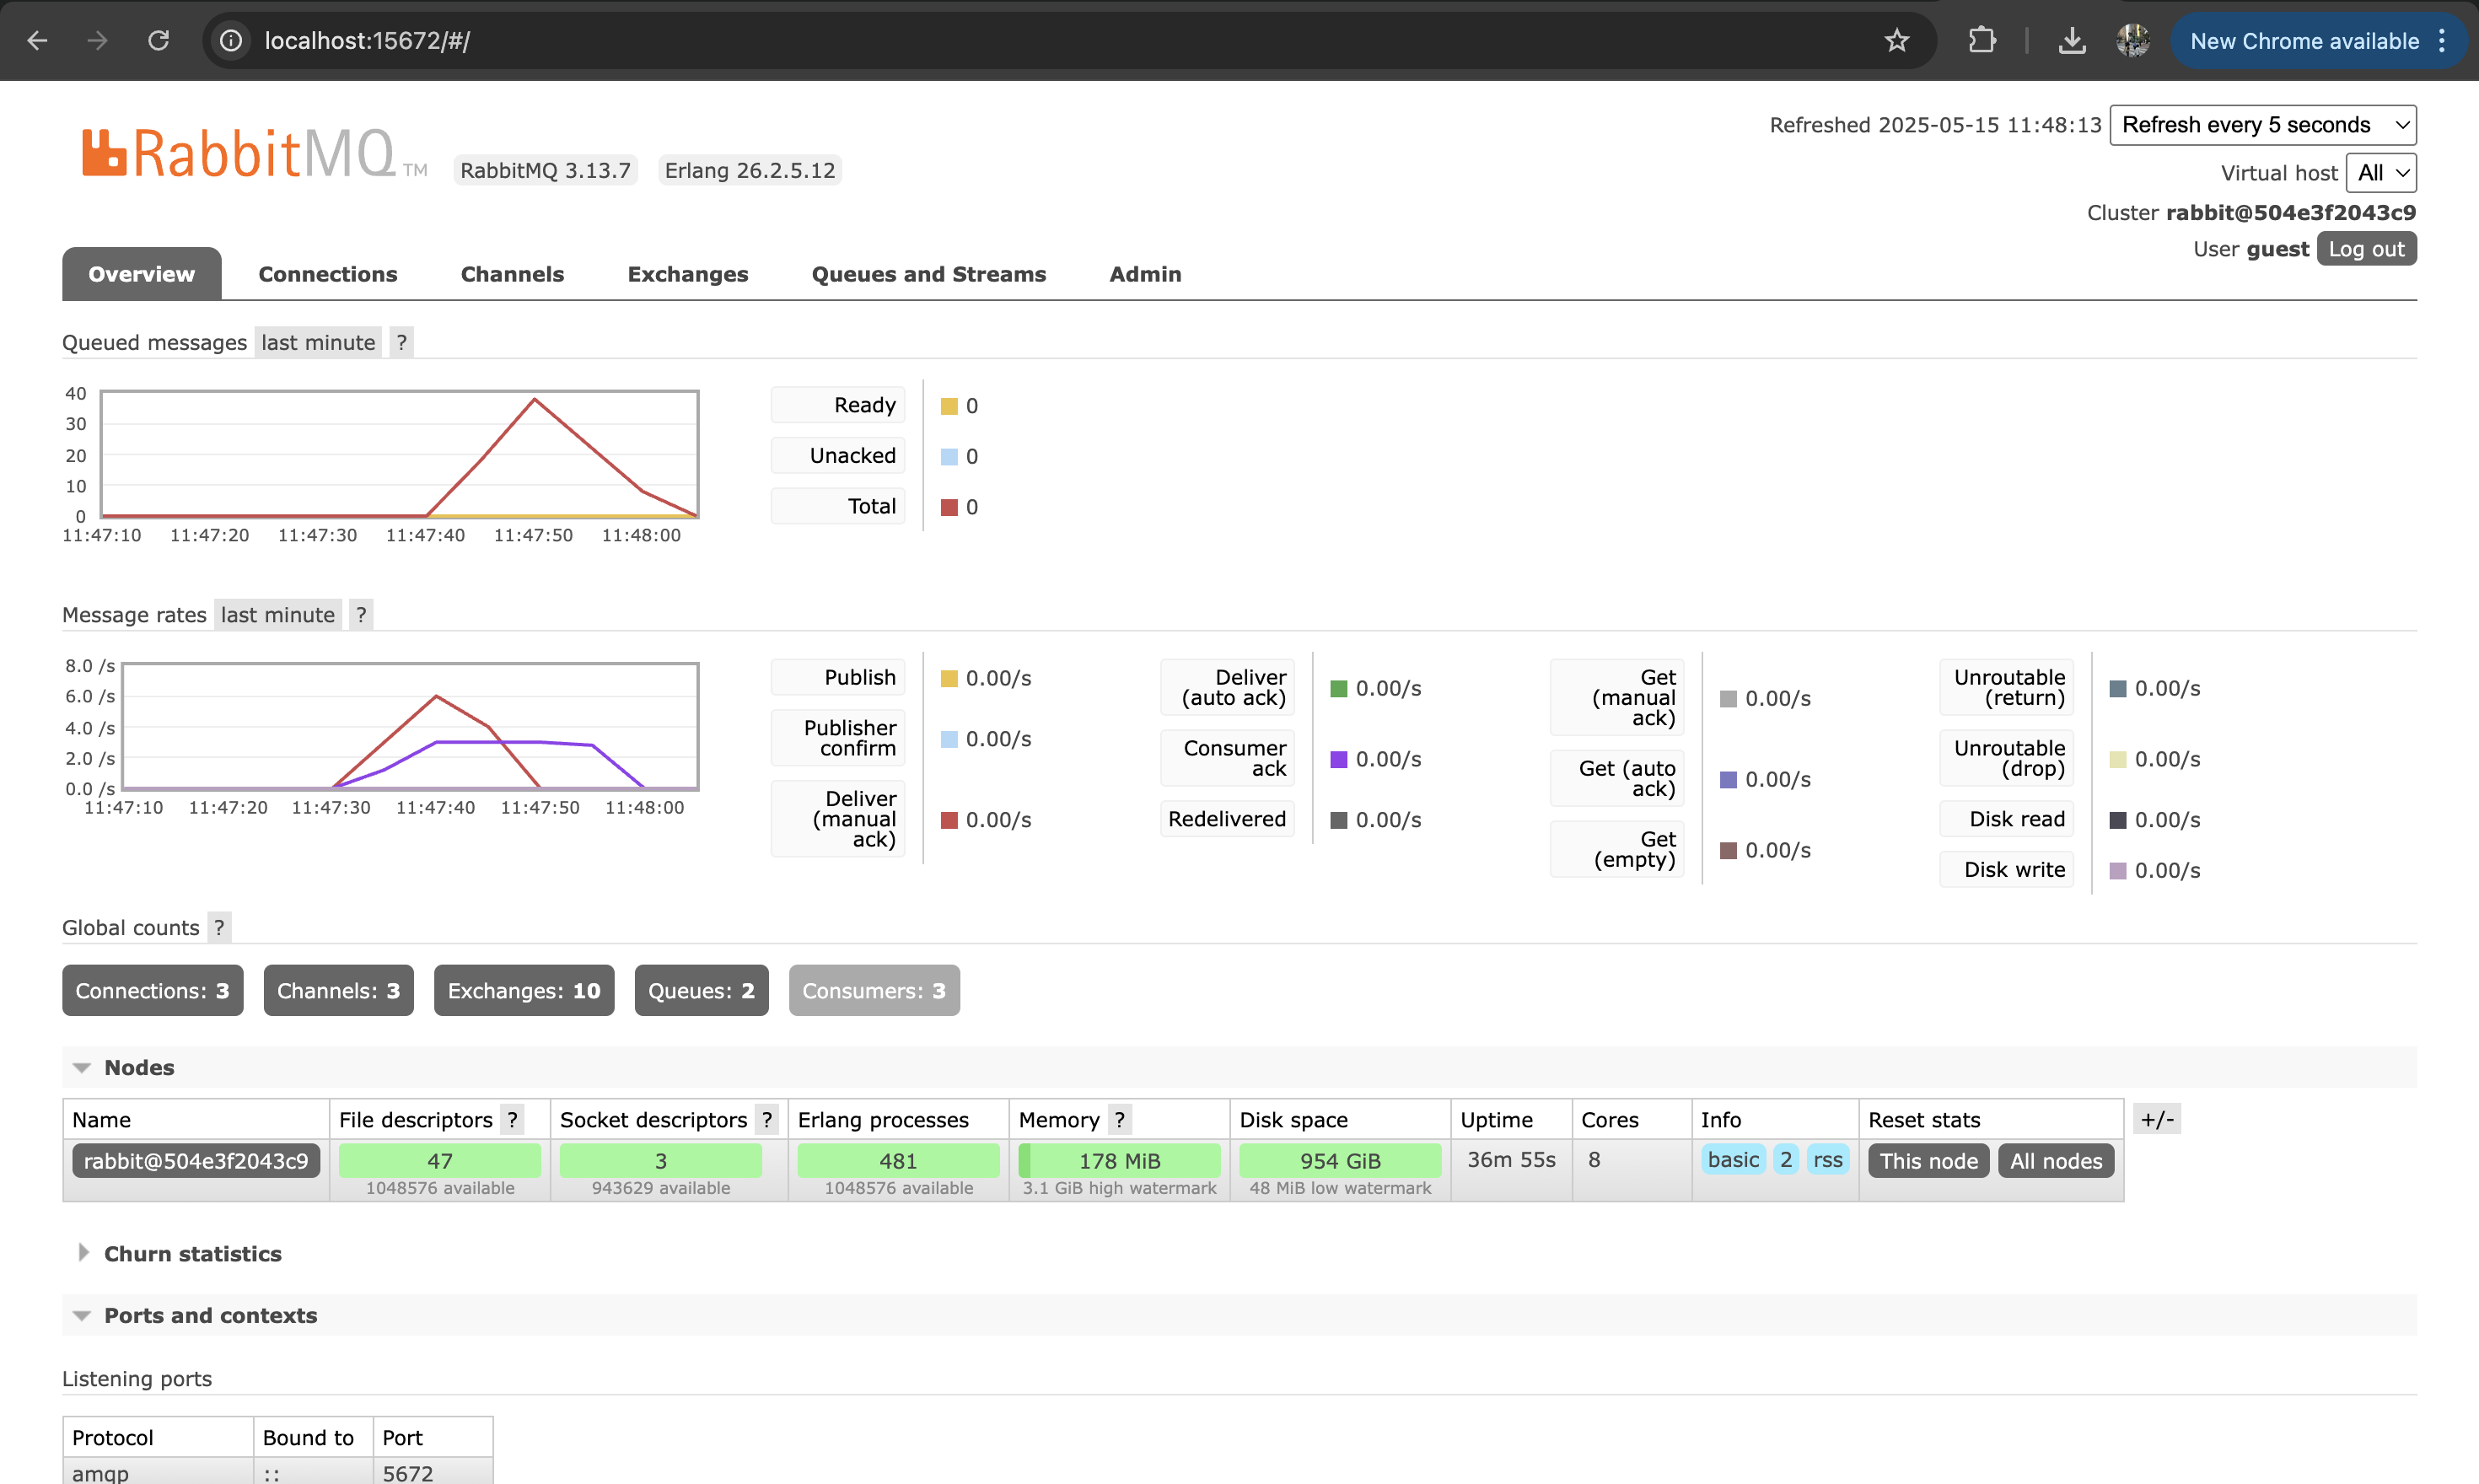 localhost:15672/#/
New Chrome available
RabbitMQ TM
RabbitMQ 3.13.7
Erlang 26.2.5.12
Refreshed 2025-05-15 11:48:13
Refresh every 5 seconds
Virtual host All
Cluster rabbit@504e3f2043c9
User guest Log out
Overview
Connections
Channels
Exchanges
Queues and Streams
Admin
Queued messages last minute ?
40
30
20
10
0
11:47:10 11:47:20 11:47:30 11:47:40 11:47:50 11:48:00
Ready 0
Unacked 0
Total 0
Message rates last minute ?
8.0 /s
6.0 /s
4.0 /s
2.0 /s
0.0 /s
11:47:10 11:47:20 11:47:30 11:47:40 11:47:50 11:48:00
Publish 0.00/s
Publisher
confirm 0.00/s
Deliver
(manual
ack) 0.00/s
Deliver
(auto ack) 0.00/s
Consumer
ack 0.00/s
Redelivered 0.00/s
Get
(manual
ack) 0.00/s
Get (auto
ack) 0.00/s
Get
(empty) 0.00/s
Unroutable
(return) 0.00/s
Unroutable
(drop) 0.00/s
Disk read 0.00/s
Disk write 0.00/s
Global counts ?
Connections: 3
Channels: 3
Exchanges: 10
Queues: 2
Consumers: 3
Nodes
Name File descriptors ? Socket descriptors ? Erlang processes Memory ? Disk space Uptime Cores Info Reset stats +/-
rabbit@504e3f2043c9 47 3 481 178 MiB 954 GiB 36m 55s 8 basic 2 rss This node All nodes
1048576 available 943629 available 1048576 available 3.1 GiB high watermark 48 MiB low watermark
Churn statistics
Ports and contexts
Listening ports
Protocol Bound to Port
amqp :: 5672